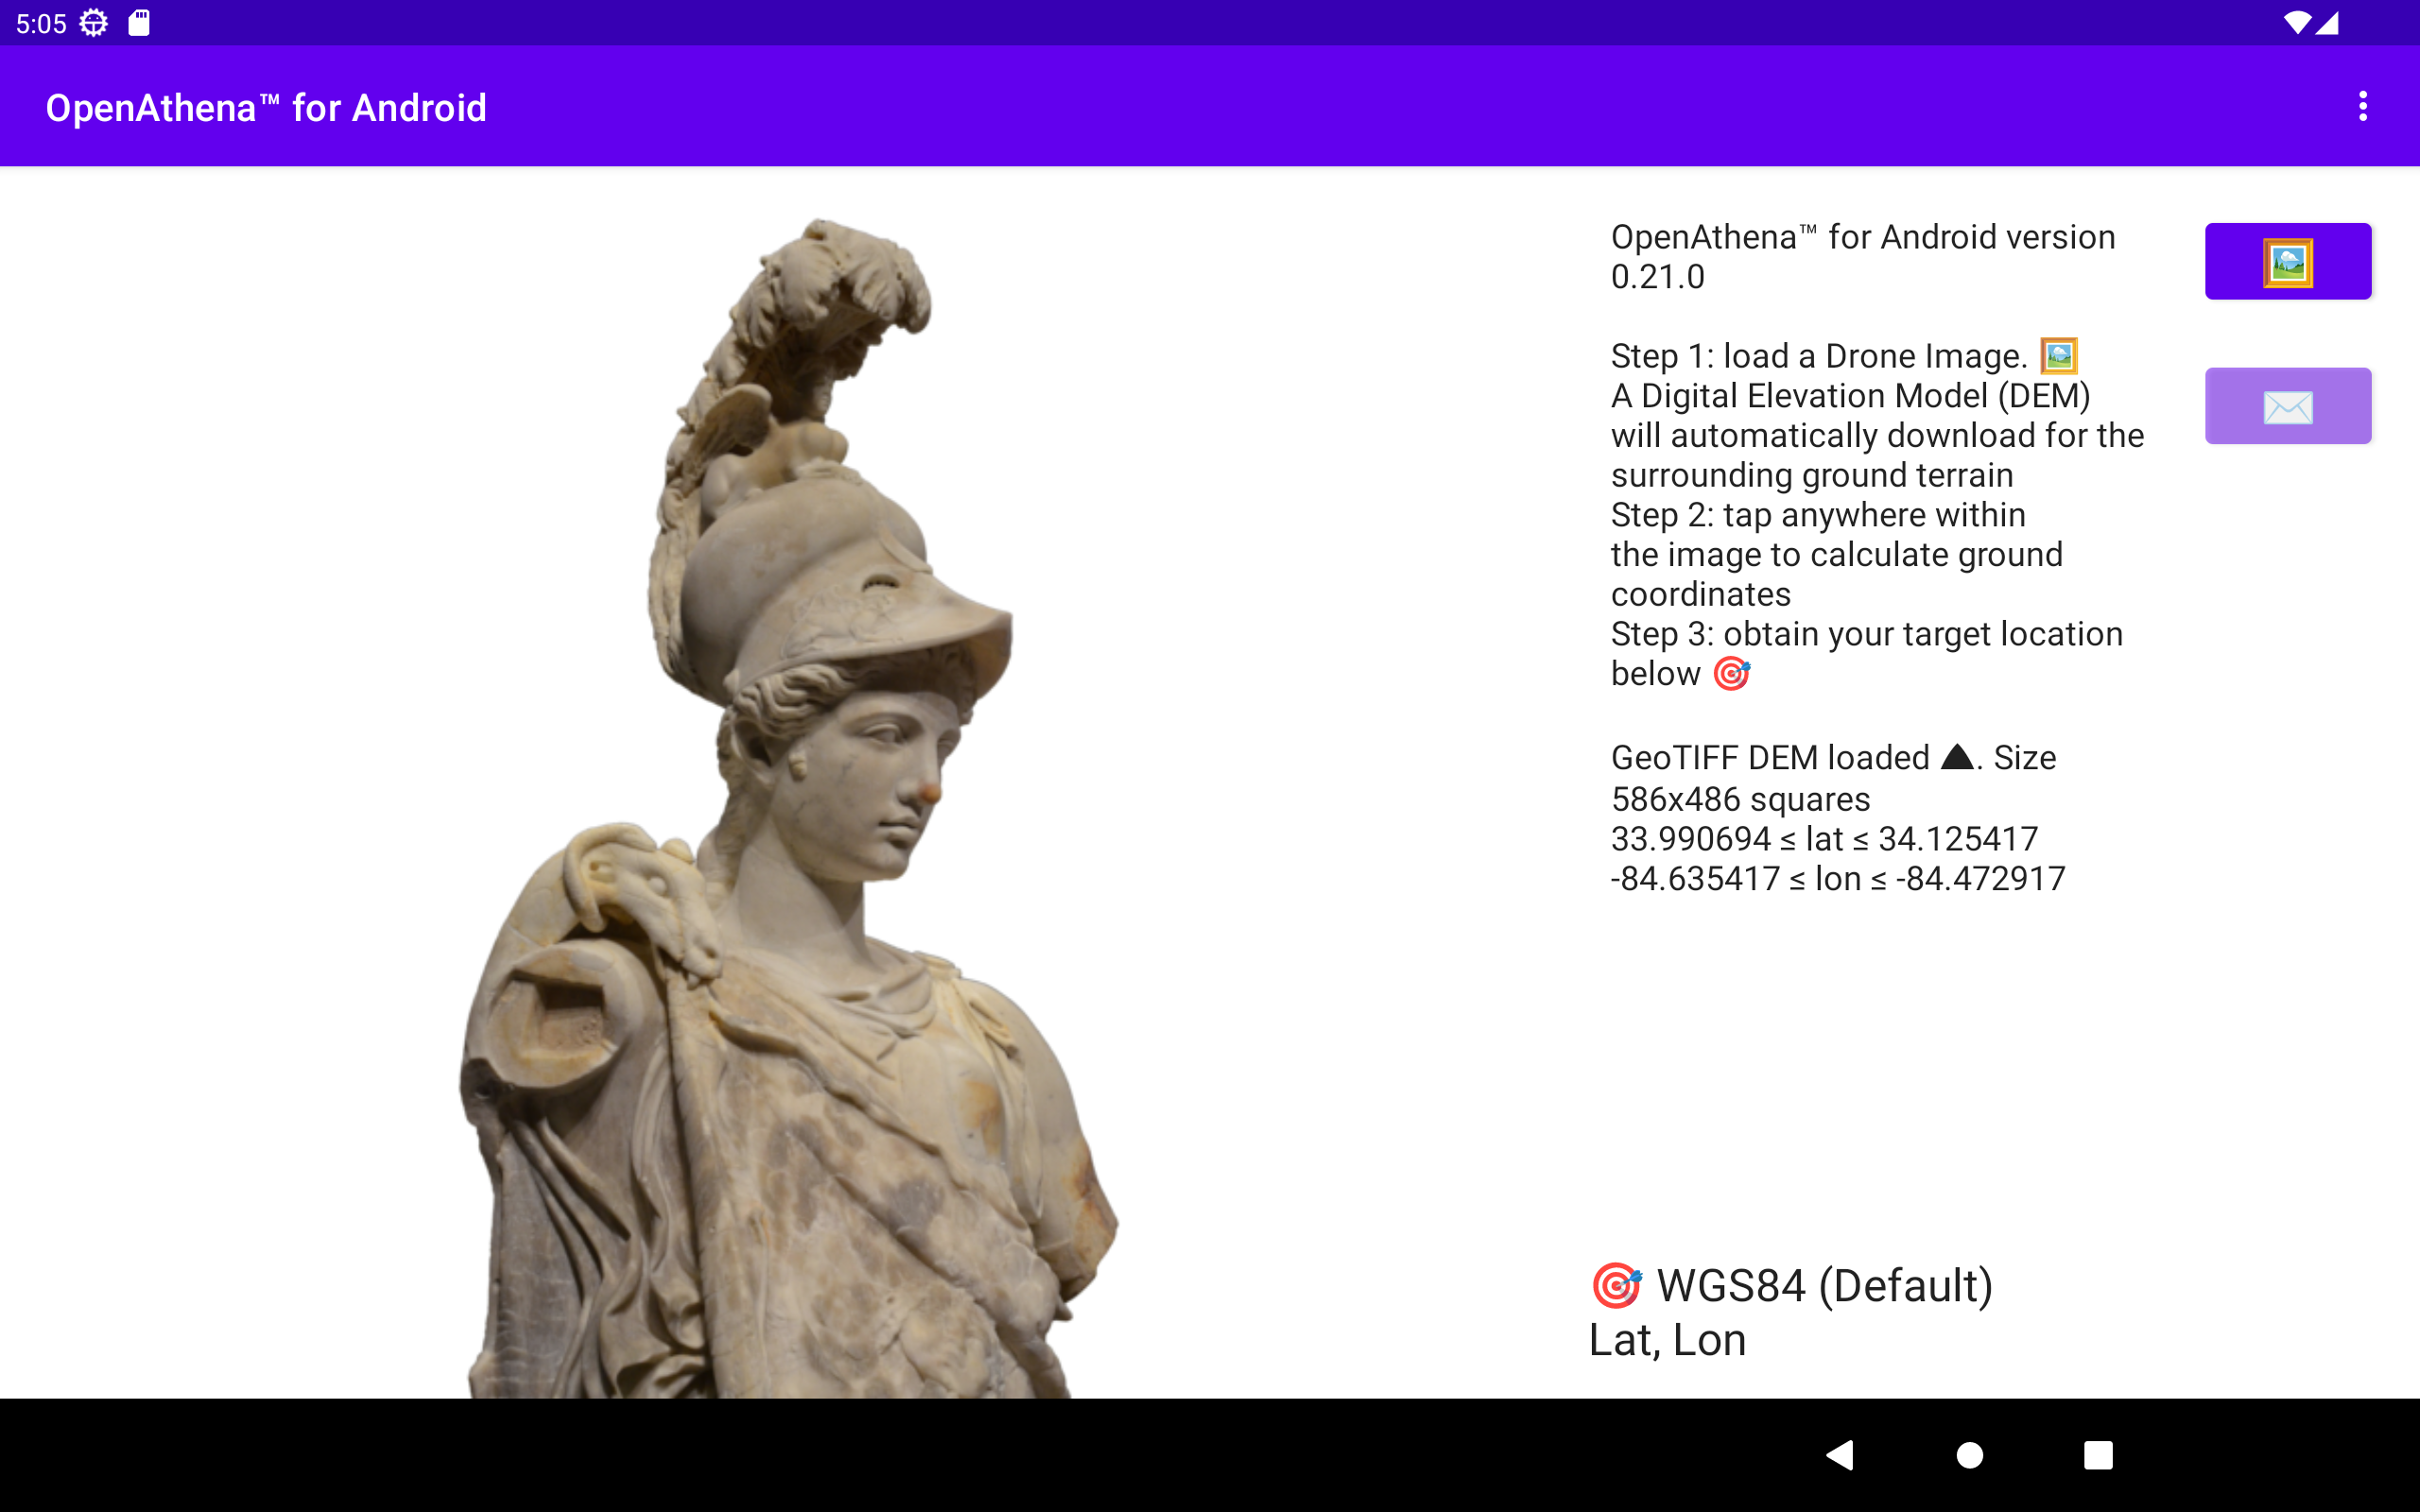 5:05
OpenAthena™ for Android
OpenAthena™ for Android version
0.21.0
Step 1: load a Drone Image. 🖼️
A Digital Elevation Model (DEM)
will automatically download for the
surrounding ground terrain
Step 2: tap anywhere within
the image to calculate ground
coordinates
Step 3: obtain your target location
below 🎯
GeoTIFF DEM loaded ⛰. Size
586x486 squares
33.990694 ≤ lat ≤ 34.125417
-84.635417 ≤ lon ≤ -84.472917
🎯 WGS84 (Default)
Lat, Lon